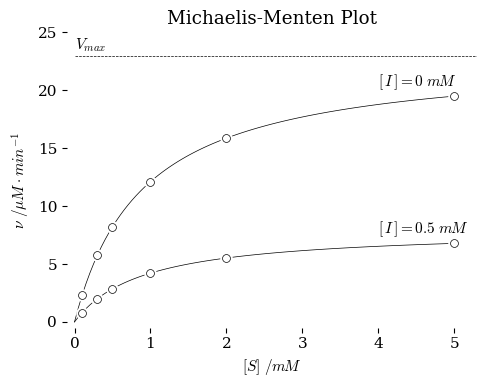 Michaelis-Menten Plot
25
V_max
[I] = 0 mM
20
15
ν /μM · min⁻¹
10
[I] = 0.5 mM
5
0
0 1 2 3 4 5
[S] /mM